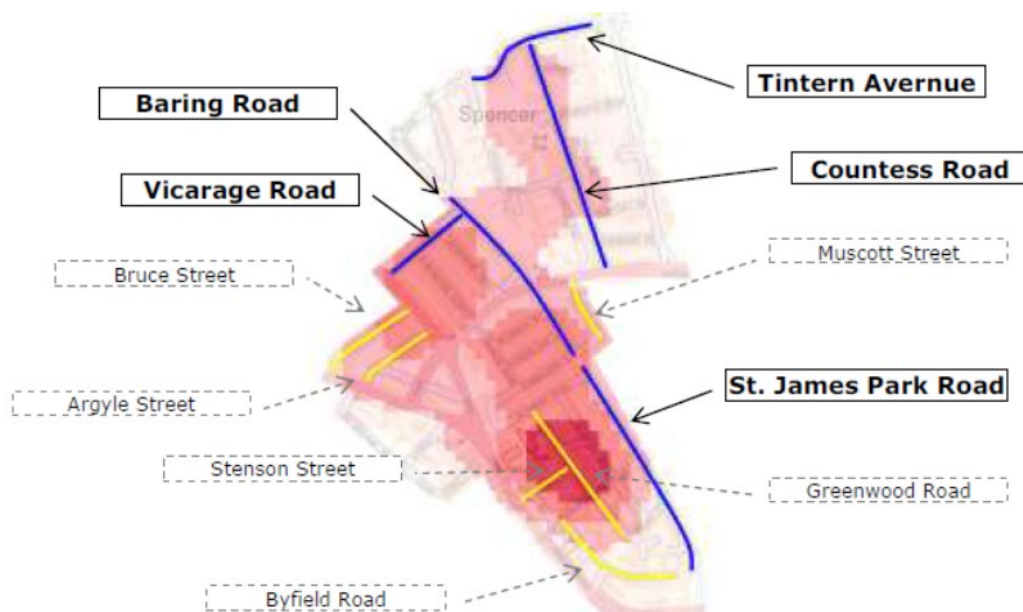 Tintern Avernue
Baring Road
Spencer
Countess Road
Vicarage Road
Muscott Street
Bruce Street
St. James Park Road
Argyle Street
Stenson Street
Greenwood Road
Byfield Road